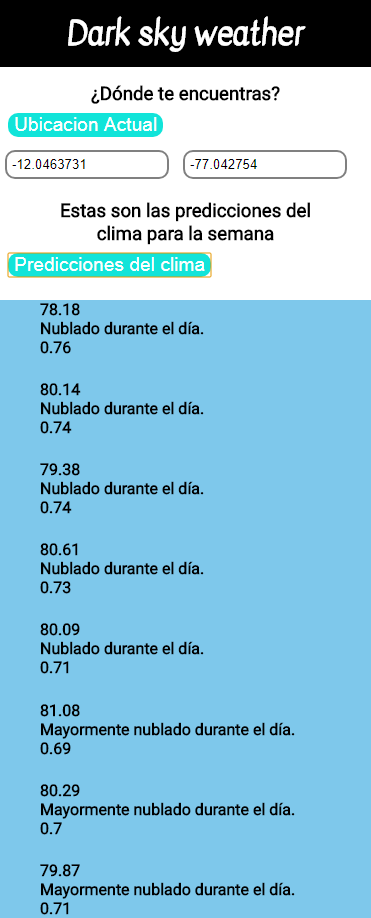 Dark sky weather
¿Dónde te encuentras?
Ubicacion Actual
-12.0463731 -77.042754
Estas son las predicciones del
clima para la semana
Predicciones del clima
78.18
Nublado durante el día.
0.76
80.14
Nublado durante el día.
0.74
79.38
Nublado durante el día.
0.74
80.61
Nublado durante el día.
0.73
80.09
Nublado durante el día.
0.71
81.08
Mayormente nublado durante el día.
0.69
80.29
Mayormente nublado durante el día.
0.7
79.87
Mayormente nublado durante el día.
0.71